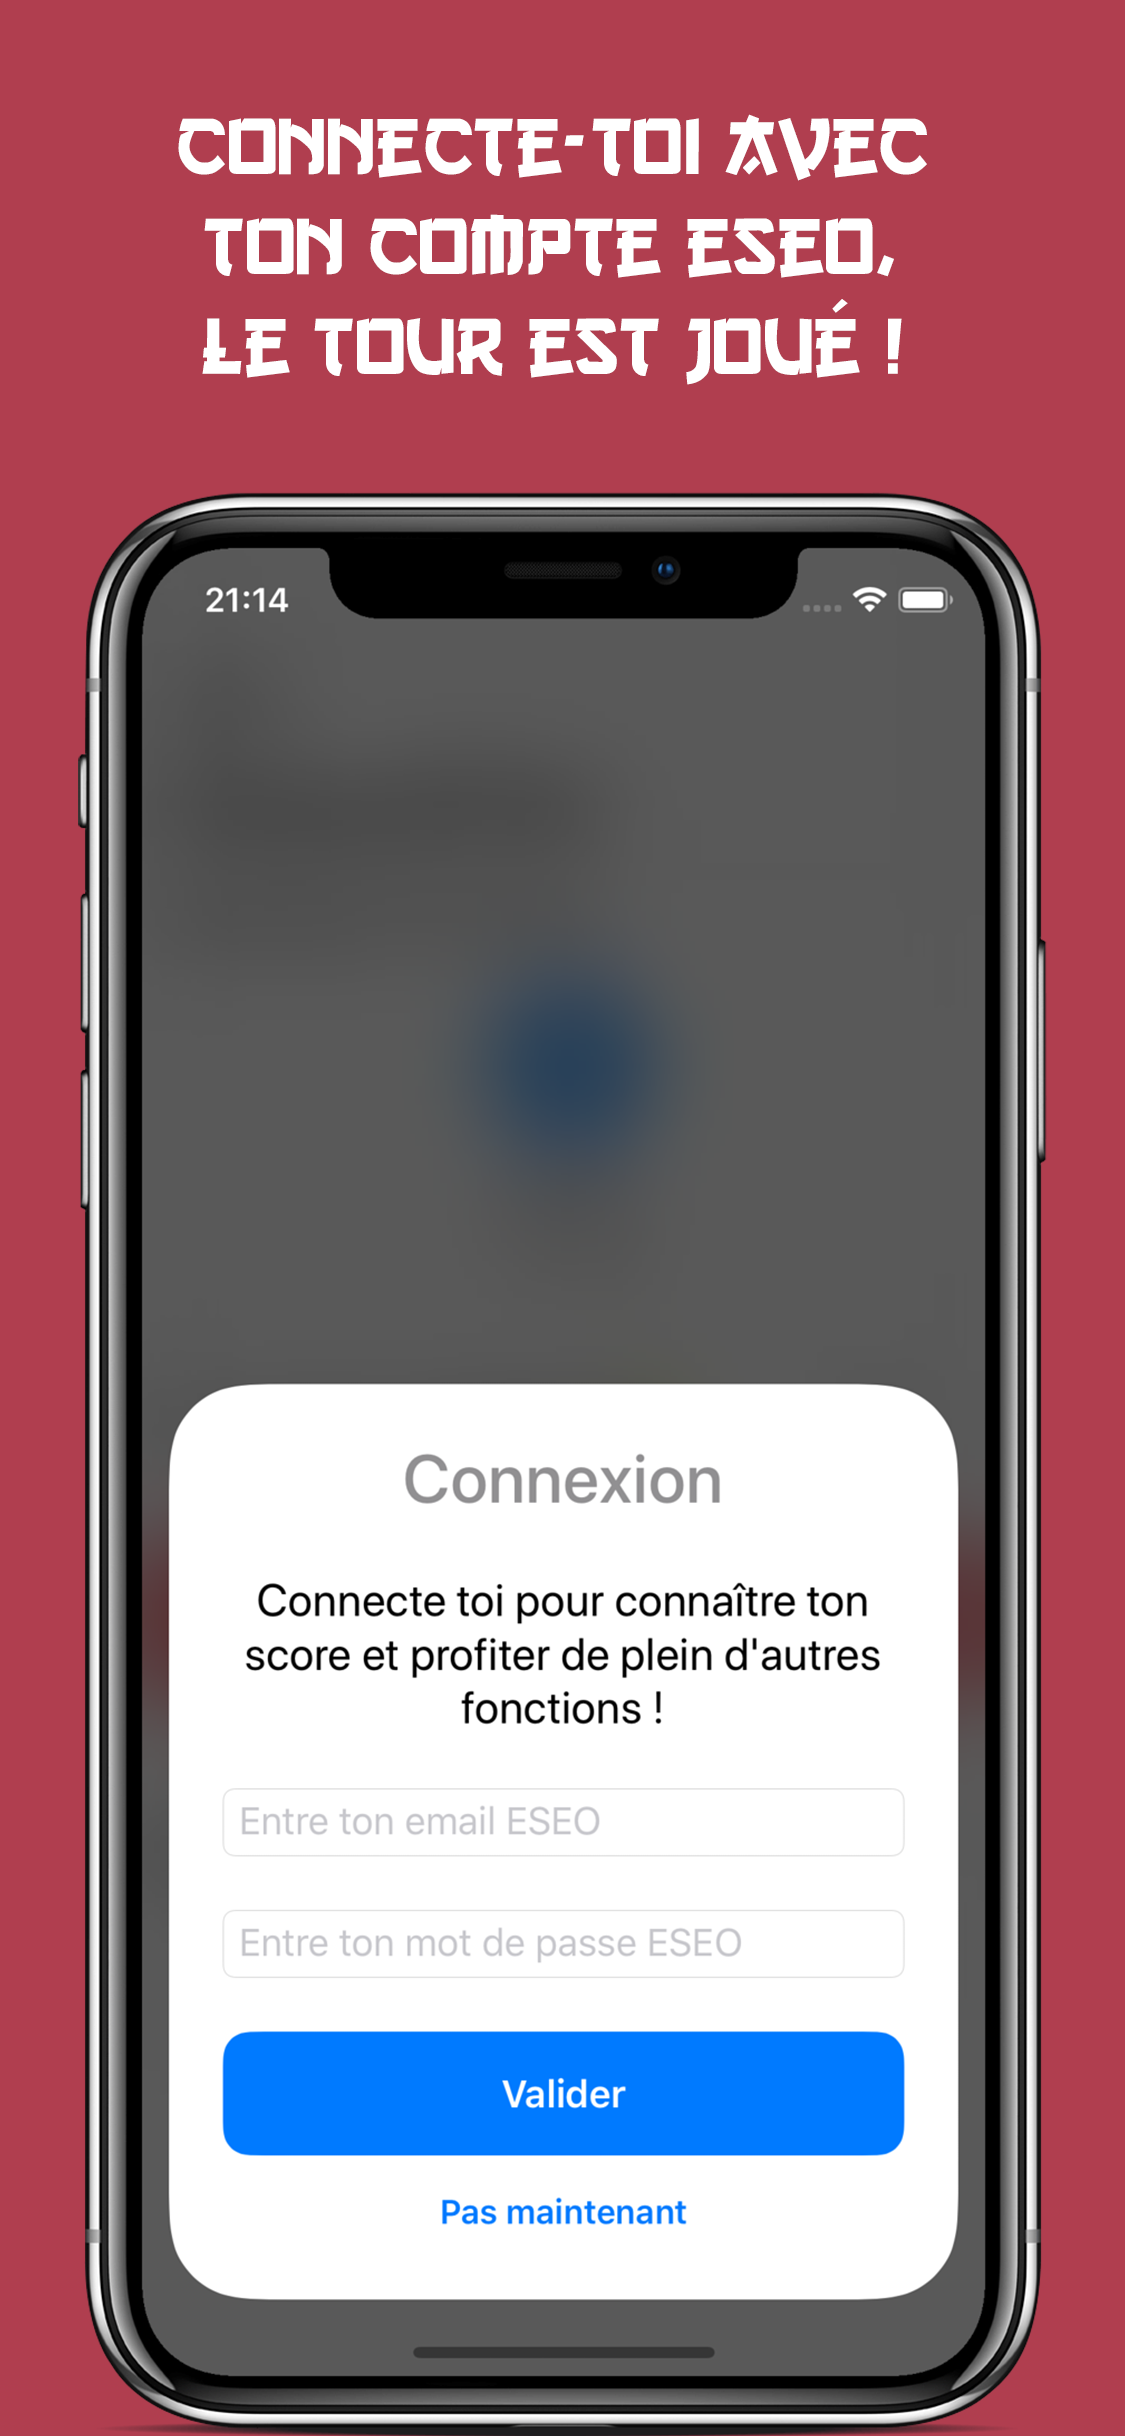 CONNECTE-TOI AVEC
TON COMPTE ESEO,
LE TOUR EST JOUÉ !
21:14
Connexion
Connecte toi pour connaître ton
score et profiter de plein d'autres
fonctions !
Entre ton email ESEO
Entre ton mot de passe ESEO
Valider
Pas maintenant